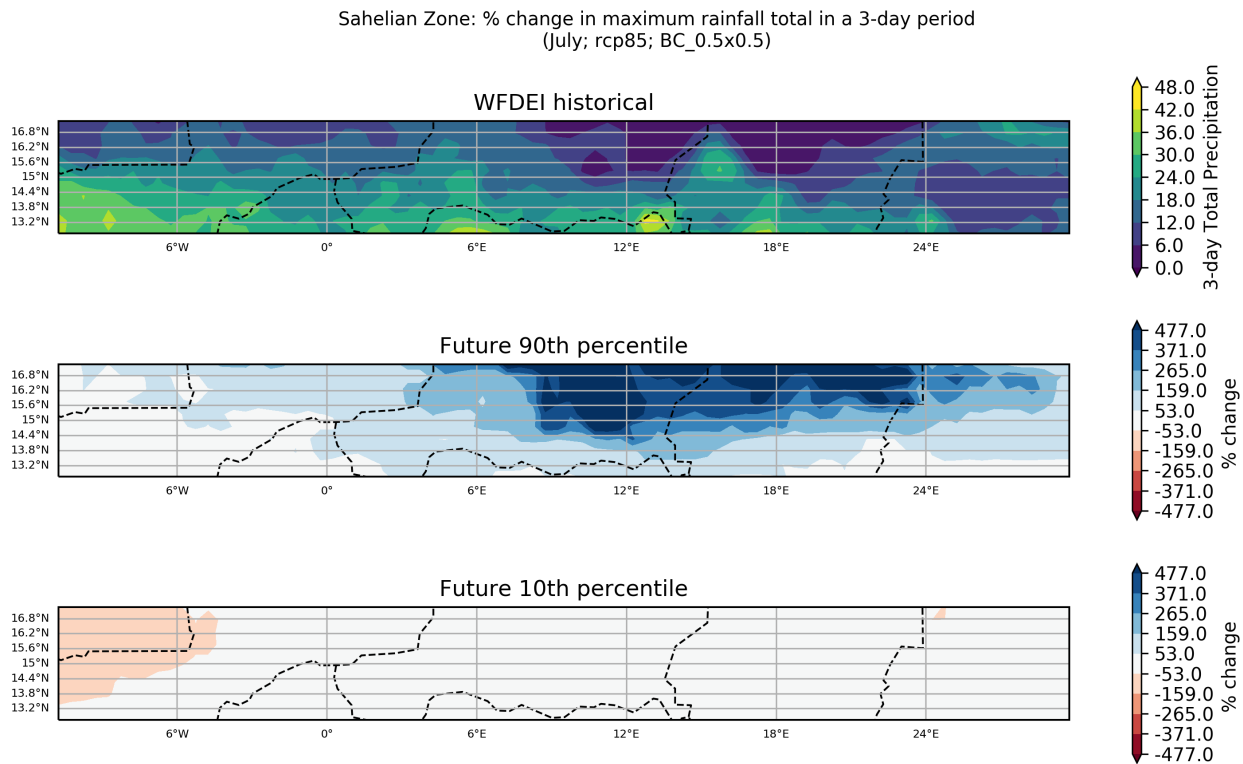 Sahelian Zone: % change in maximum rainfall total in a 3-day period
(July; rcp85; BC_0.5x0.5)
WFDEI historical
16.8°N
16.2°N
15.6°N
15°N
14.4°N
13.8°N
13.2°N
6°W 0° 6°E 12°E 18°E 24°E
48.0
42.0
36.0
30.0
24.0
18.0
12.0
6.0
0.0
3-day Total Precipitation
Future 90th percentile
16.8°N
16.2°N
15.6°N
15°N
14.4°N
13.8°N
13.2°N
6°W 0° 6°E 12°E 18°E 24°E
477.0
371.0
265.0
159.0
53.0
-53.0
-159.0
-265.0
-371.0
-477.0
% change
Future 10th percentile
16.8°N
16.2°N
15.6°N
15°N
14.4°N
13.8°N
13.2°N
6°W 0° 6°E 12°E 18°E 24°E
477.0
371.0
265.0
159.0
53.0
-53.0
-159.0
-265.0
-371.0
-477.0
% change